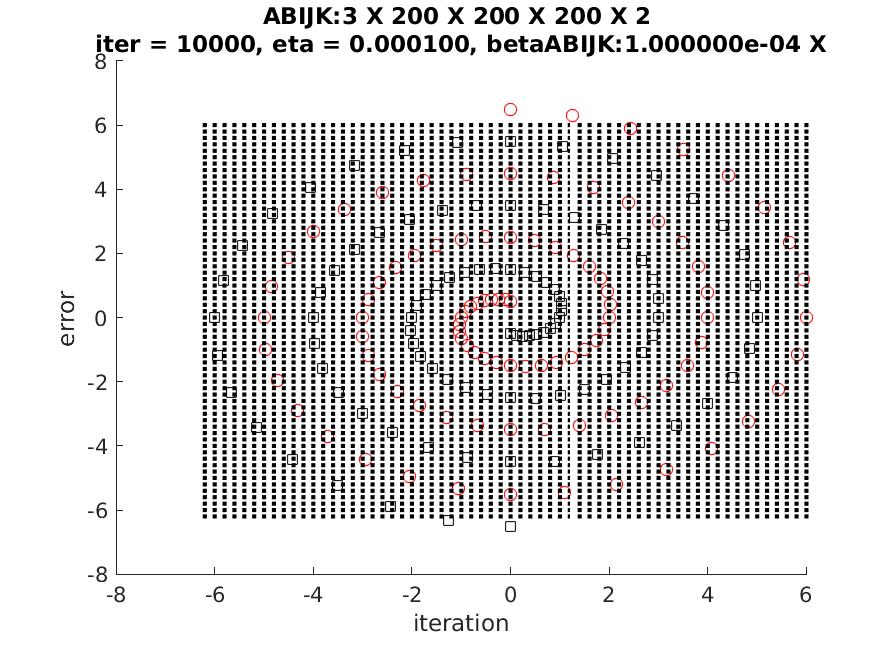 ABIJK:3 X 200 X 200 X 200 X 2
iter = 10000, eta = 0.000100, betaABIJK:1.000000e-04 X
8
6
4
2
0
-2
-4
-6
-8
error
-8 -6 -4 -2 0 2 4 6
iteration